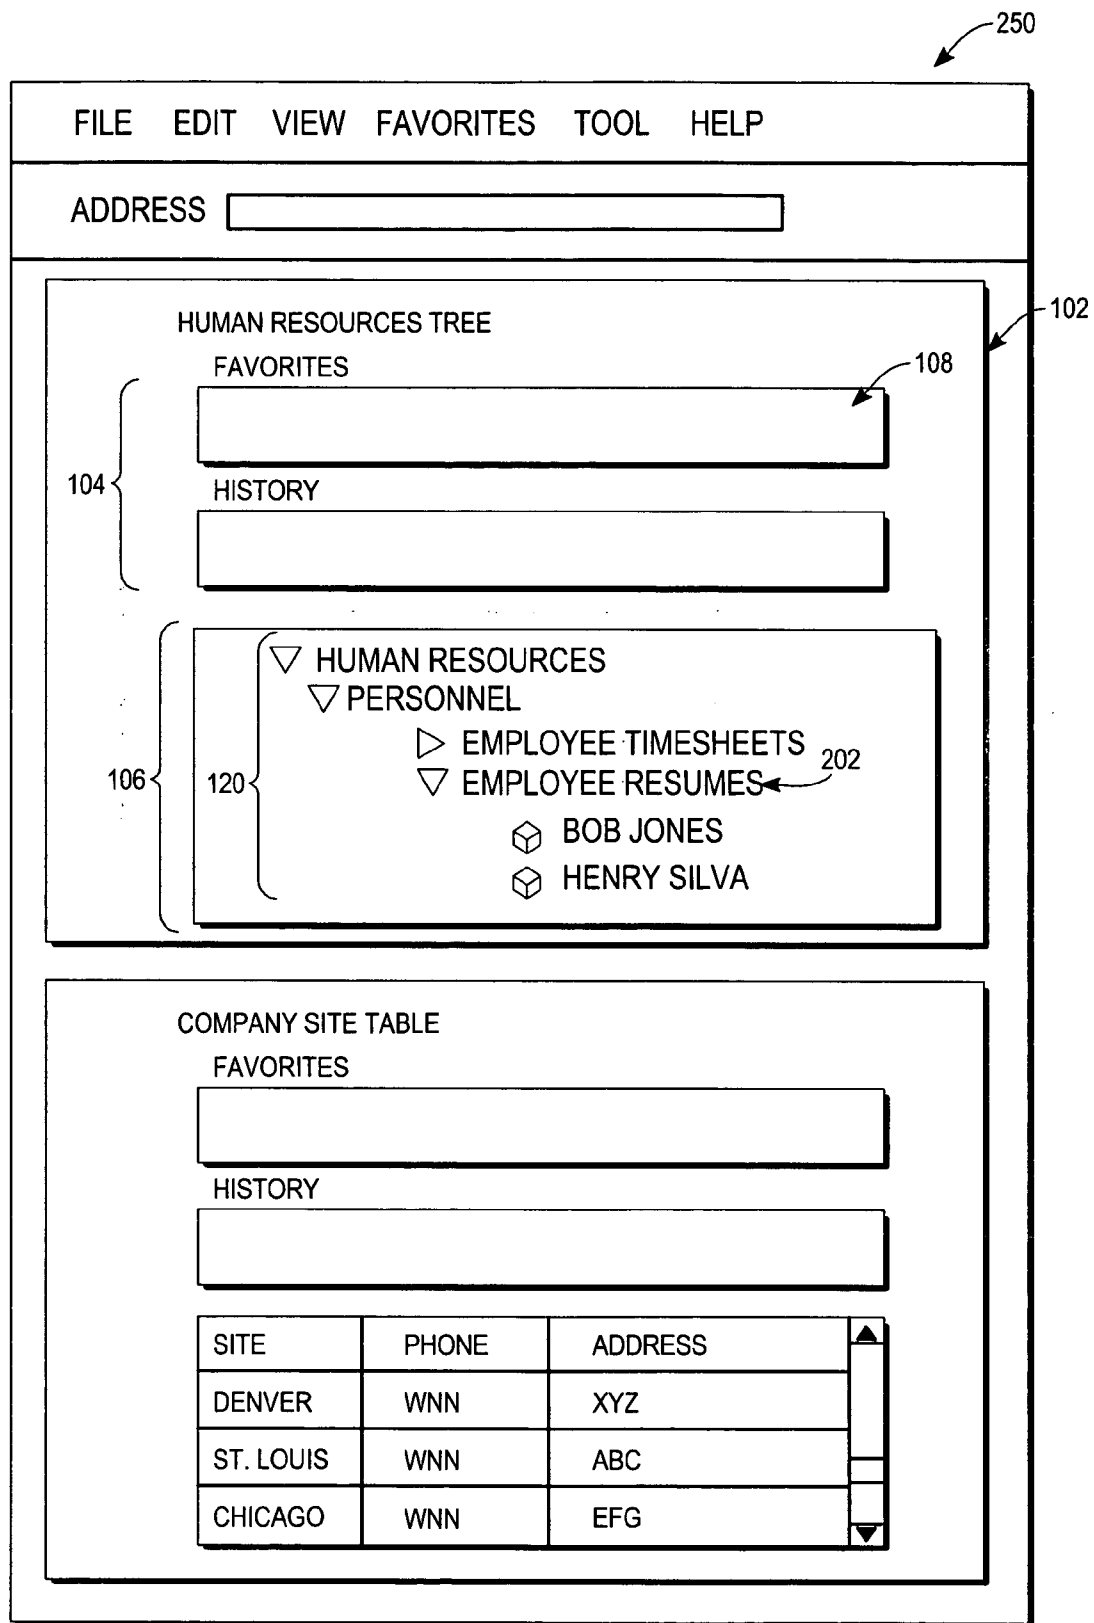 250
FILE EDIT VIEW FAVORITES TOOL HELP
ADDRESS
102
HUMAN RESOURCES TREE
FAVORITES
108
104
HISTORY
106
120
HUMAN RESOURCES
PERSONNEL
EMPLOYEE TIMESHEETS
EMPLOYEE RESUMES 202
BOB JONES
HENRY SILVA
COMPANY SITE TABLE
FAVORITES
HISTORY
SITE PHONE ADDRESS
DENVER WNN XYZ
ST. LOUIS WNN ABC
CHICAGO WNN EFG